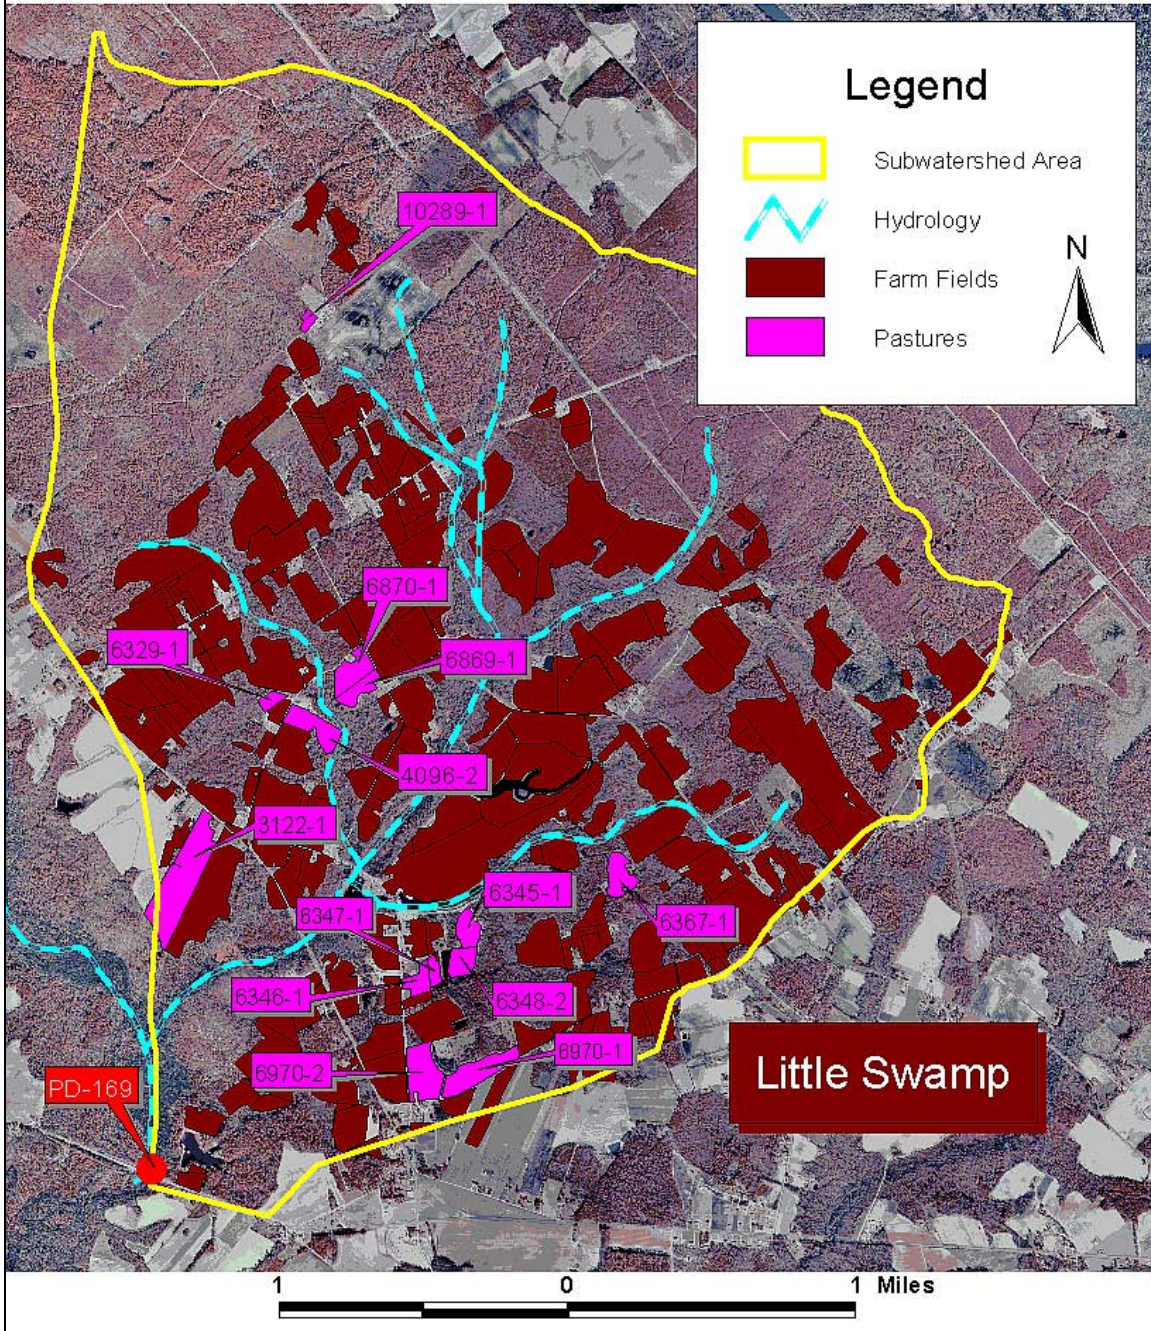 Legend
Subwatershed Area
Hydrology
Farm Fields
Pastures
N
10289-1
6870-1
6329-1
6869-1
4096-2
3122-1
6345-1
6347-1
6367-1
6346-1
6348-2
6970-1
6970-2
PD-169
Little Swamp
1 0 1 Miles